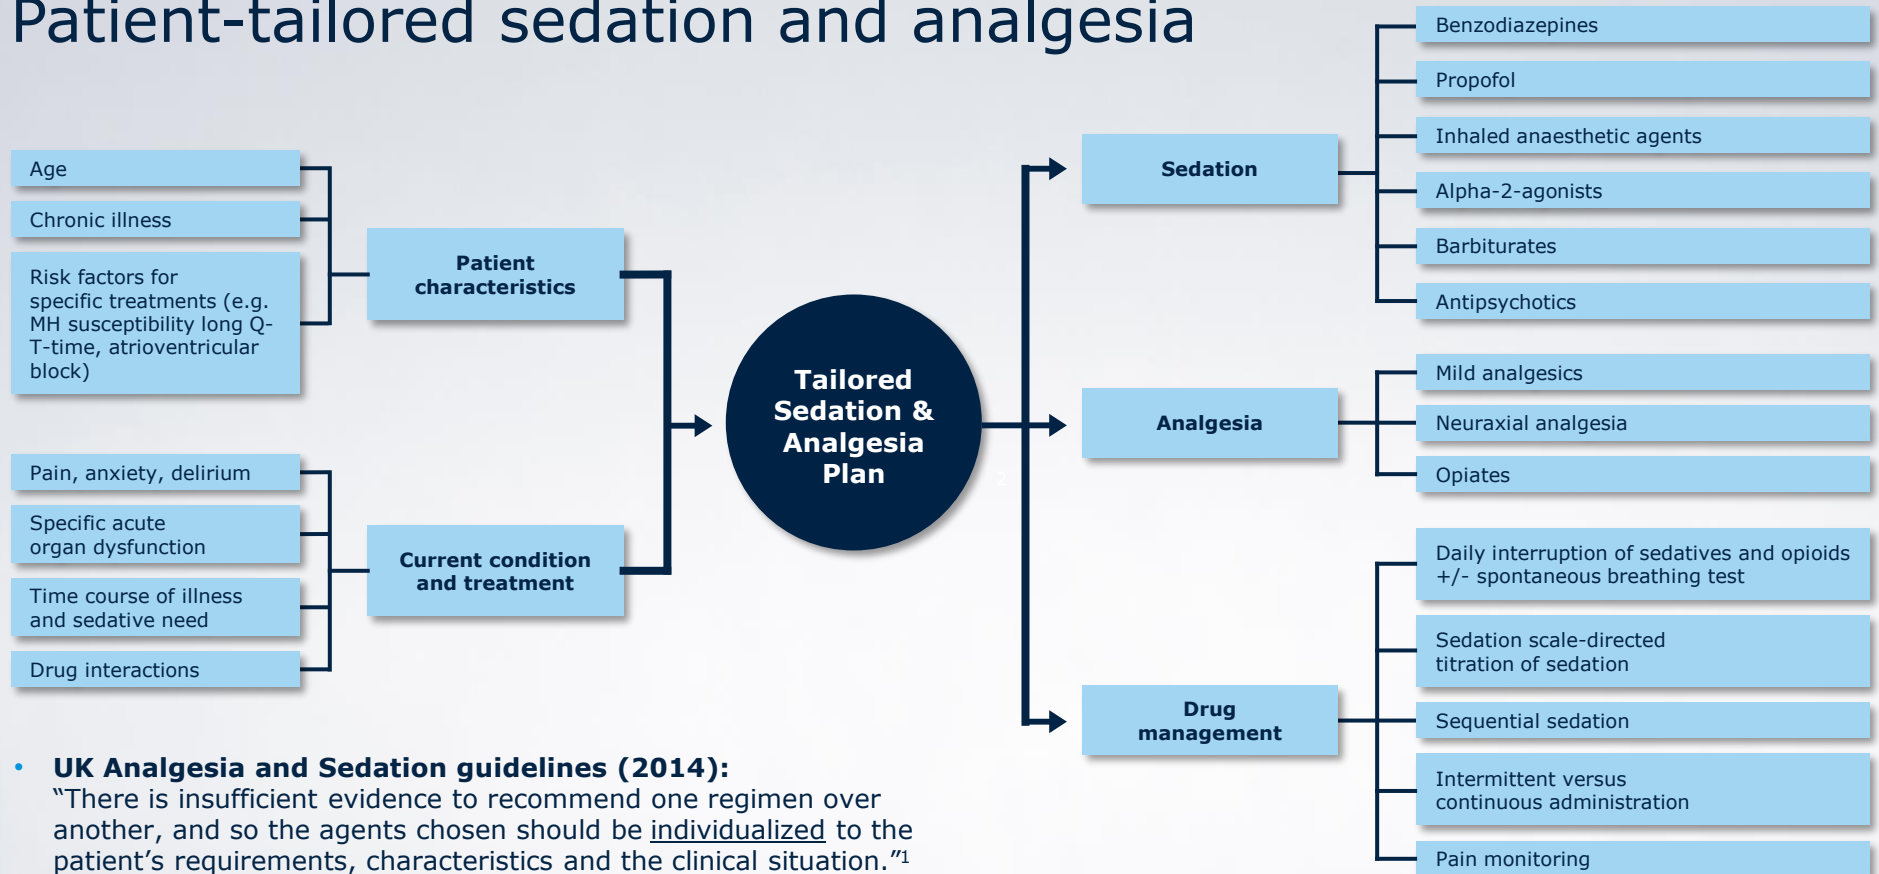 Patient-tailored sedation and analgesia
Age
Chronic illness
Risk factors for
specific treatments (e.g.
MH susceptibility long Q-
T-time, atrioventricular
block)
Patient
characteristics
Pain, anxiety, delirium
Specific acute
organ dysfunction
Time course of illness
and sedative need
Drug interactions
Current condition
and treatment
Tailored
Sedation &
Analgesia
Plan
2
Sedation
Benzodiazepines
Propofol
Inhaled anaesthetic agents
Alpha-2-agonists
Barbiturates
Antipsychotics
Analgesia
Mild analgesics
Neuraxial analgesia
Opiates
Drug
management
Daily interruption of sedatives and opioids
+/- spontaneous breathing test
Sedation scale-directed
titration of sedation
Sequential sedation
Intermittent versus
continuous administration
Pain monitoring
• UK Analgesia and Sedation guidelines (2014):
“There is insufficient evidence to recommend one regimen over
another, and so the agents chosen should be individualized to the
patient’s requirements, characteristics and the clinical situation.”1